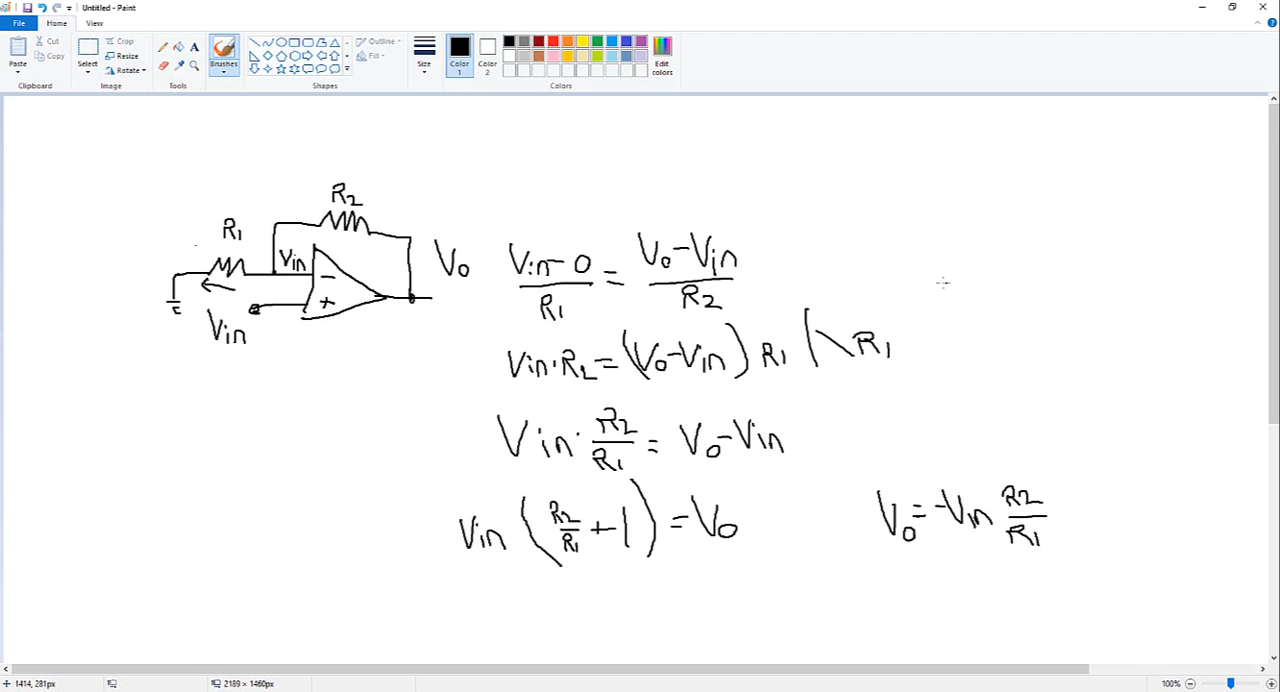 Untitled - Paint
File Home View
Paste Cut Copy Select Crop Resize Rotate Brushes Outline Fill Size Color 1 Color 2 Edit colors
Clipboard Image Tools Shapes Colors
R2
R1
Vin
V0
−
+
Vin
Vin-0 / R1 = V0-Vin / R2
Vin·R2=(V0-Vin) R1 (\R1
Vin·R2/R1 = V0-Vin
Vin (R2/R1 +1) = V0
V0=-Vin R2/R1
1414, 281px 2189 × 1460px 100%